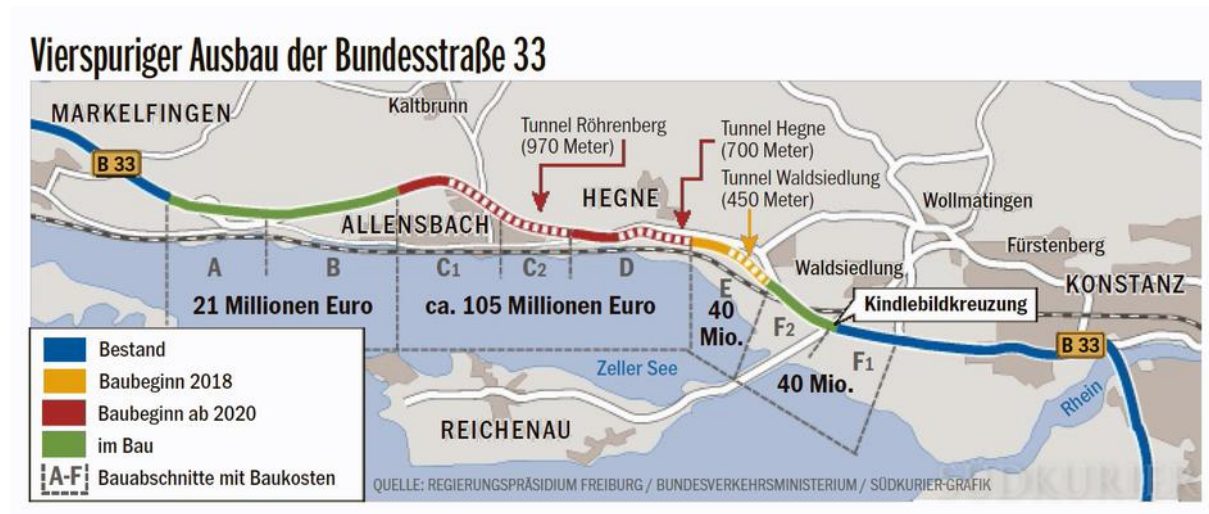 Vierspuriger Ausbau der Bundesstraße 33
MARKELFINGEN
Kaltbrunn
B 33
Tunnel Röhrenberg
(970 Meter)
Tunnel Hegne
(700 Meter)
HEGNE
Tunnel Waldsiedlung
(450 Meter)
Wollmatingen
ALLENSBACH
Fürstenberg
Waldsiedlung
KONSTANZ
A
B
C1
C2
D
E
21 Millionen Euro
ca. 105 Millionen Euro
40
Mio.
F2
Kindlebildkreuzung
B 33
F1
Zeller See
40 Mio.
Rhein
REICHENAU
Bestand
Baubeginn 2018
Baubeginn ab 2020
im Bau
A-F
Bauabschnitte mit Baukosten
QUELLE: REGIERUNGSPRÄSIDIUM FREIBURG / BUNDESVERKEHRSMINISTERIUM / SÜDKURIER-GRAFIK
SÜDKURIER